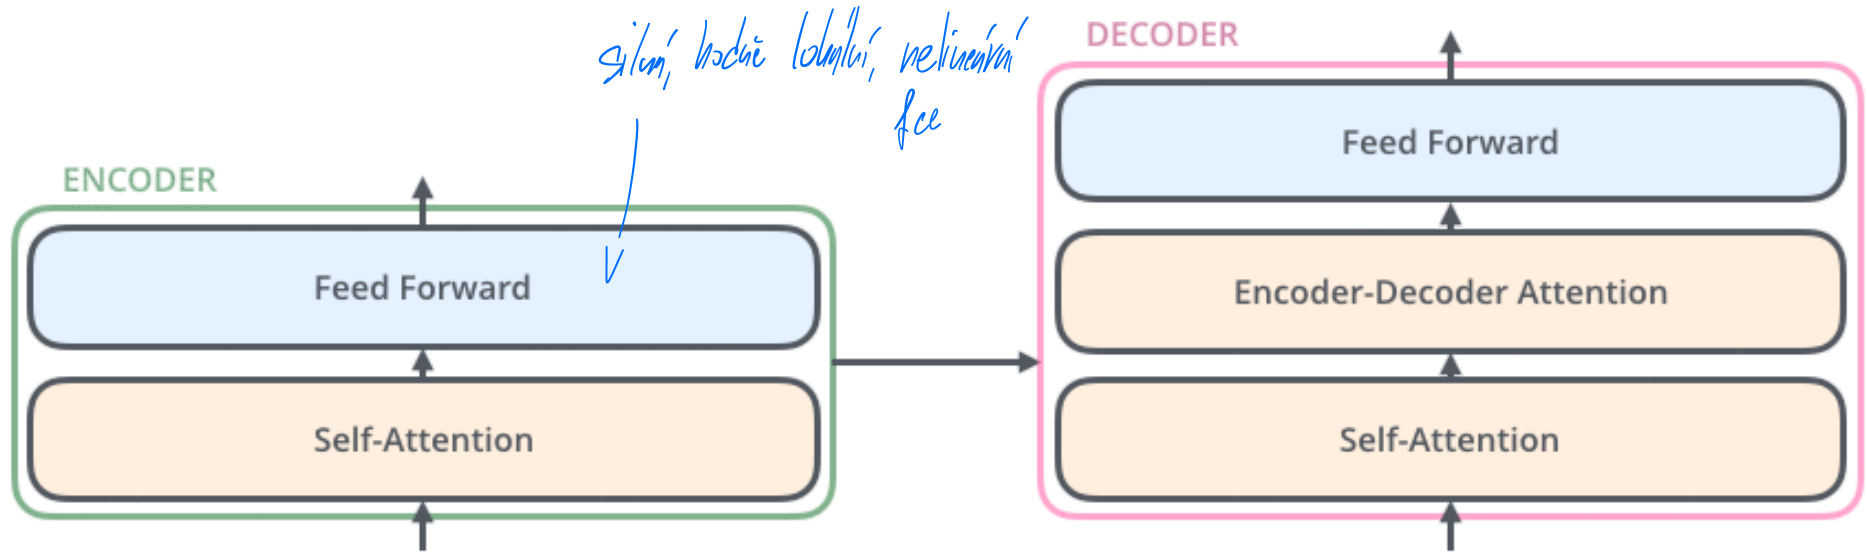 silná, hodně lokální, nelineární
fce
DECODER
Feed Forward
ENCODER
Feed Forward
Encoder-Decoder Attention
Self-Attention
Self-Attention